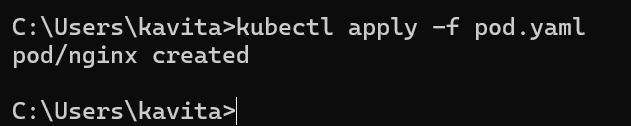 C:\Users\kavita>kubectl apply -f pod.yaml
pod/nginx created
C:\Users\kavita>